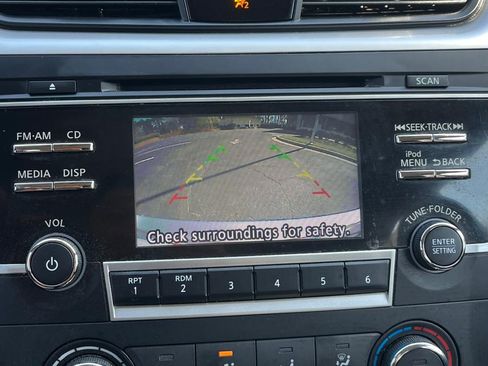 2
SCAN
FM·AM CD
SEEK·TRACK
iPod
MENU BACK
MEDIA DISP
Check surroundings for safety.
VOL
TUNE·FOLDER
ENTER
SETTING
RPT
1
RDM
2
3
4
5
6